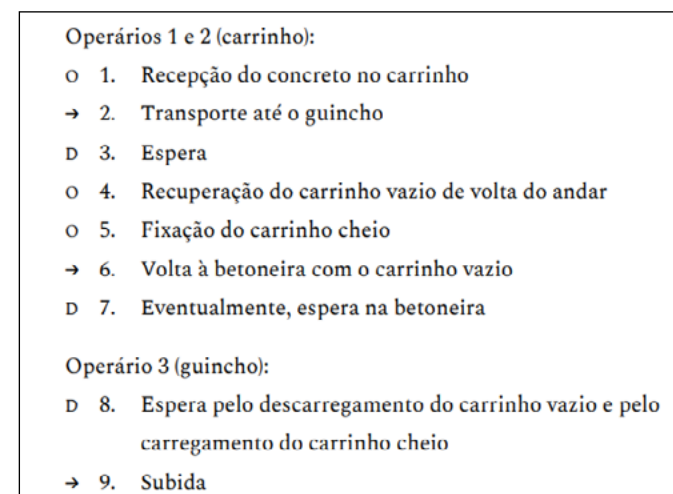 Operários 1 e 2 (carrinho):
O 1. Recepção do concreto no carrinho
→ 2. Transporte até o guincho
D 3. Espera
O 4. Recuperação do carrinho vazio de volta do andar
O 5. Fixação do carrinho cheio
→ 6. Volta à betoneira com o carrinho vazio
D 7. Eventualmente, espera na betoneira
Operário 3 (guincho):
D 8. Espera pelo descarregamento do carrinho vazio e pelo
carregamento do carrinho cheio
→ 9. Subida